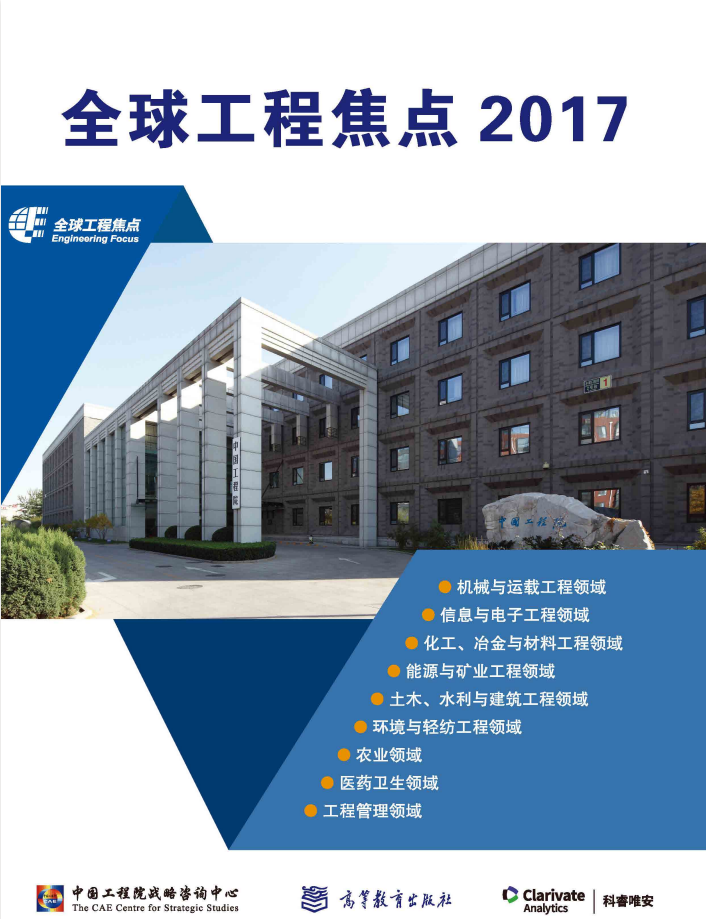 全球工程焦点 2017
全球工程焦点
Engineering Focus
1
中国工程院
中国工程院
机械与运载工程领域
信息与电子工程领域
化工、冶金与材料工程领域
能源与矿业工程领域
土木、水利与建筑工程领域
环境与轻纺工程领域
农业领域
医药卫生领域
工程管理领域
中国工程院战略咨询中心
The CAE Centre for Strategic Studies
高等教育出版社
Clarivate
Analytics
科睿唯安